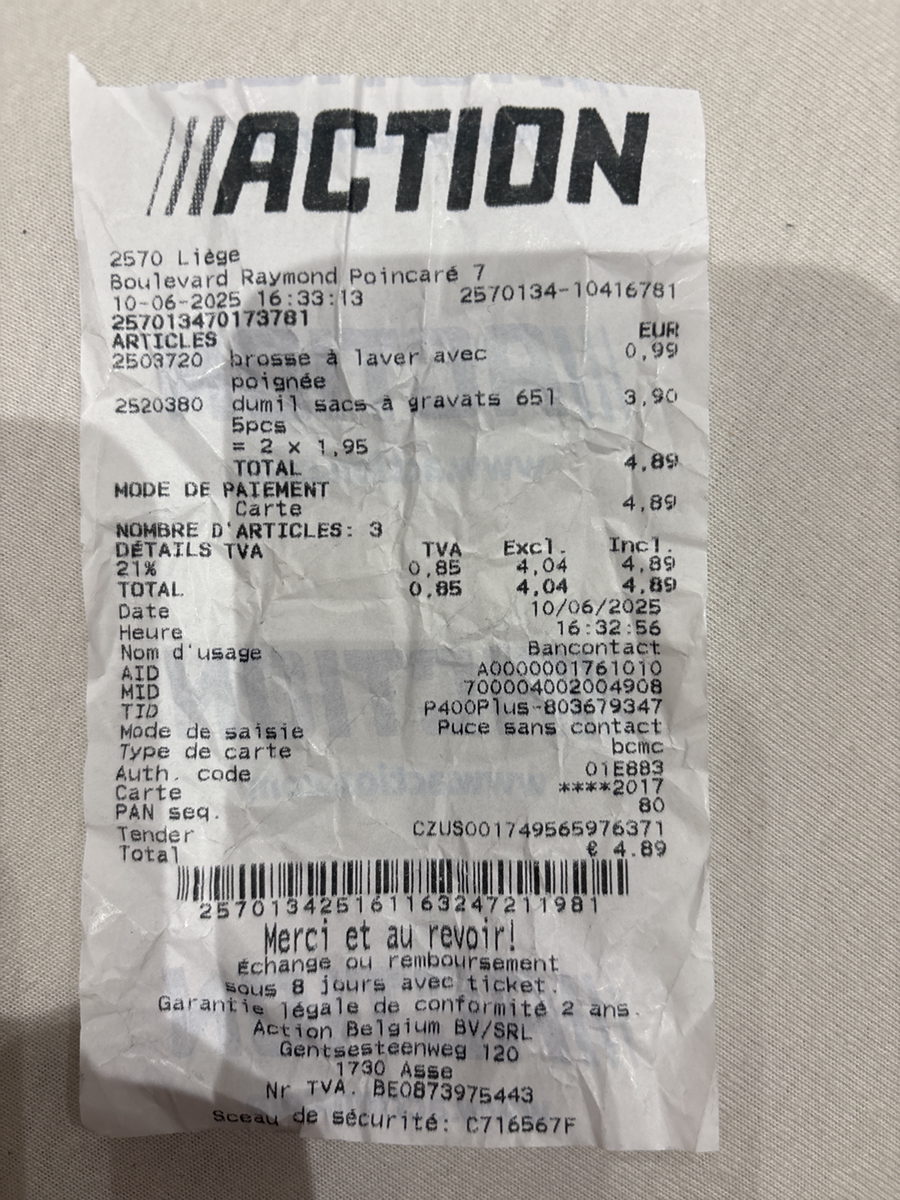 ACTION
2570 Liège
Boulevard Raymond Poincaré 7
10-06-2025 16:33:13 2570134-10416781
257013470173781
ARTICLES EUR
2503720 brosse à laver avec 0,99
poignée
2520380 dumil sacs à gravats 65l 3,90
5pcs
= 2 x 1,95
TOTAL 4,89
MODE DE PAIEMENT
Carte 4,89
NOMBRE D'ARTICLES: 3
DÉTAILS TVA TVA Excl. Incl.
21% 0,85 4,04 4,89
TOTAL 0,85 4,04 4,89
Date 10/06/2025
Heure 16:32:56
Nom d'usage Bancontact
AID A0000001761010
MID 700004002004908
TID P400Plus-803679347
Mode de saisie Puce sans contact
Type de carte bcmc
Auth. code 01E883
Carte ****2017
PAN seq. 80
Tender CZUS001749565976371
Total € 4.89
257013425161163247211981
Merci et au revoir!
Échange ou remboursement
sous 8 jours avec ticket.
Garantie légale de conformité 2 ans.
Action Belgium BV/SRL
Gentsesteenweg 120
1730 Asse
Nr TVA. BE0873975443
Sceau de sécurité: C716567F